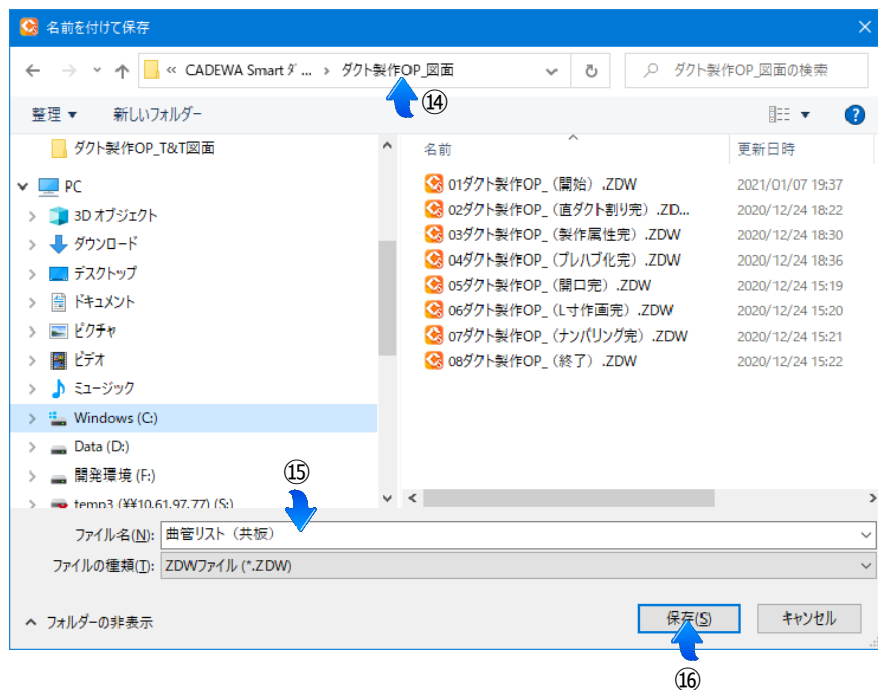 名前を付けて保存
« CADEWA Smartダ ... › ダクト製作OP_図面
ダクト製作OP_図面の検索
⑭
整理 ▼ 新しいフォルダー
ダクト製作OP_T&T図面
PC
3D オブジェクト
ダウンロード
デスクトップ
ドキュメント
ピクチャ
ビデオ
ミュージック
Windows (C:)
Data (D:)
開発環境 (F:)
temp3 (¥¥10.61.97.77) (S:)
名前 更新日時
01ダクト製作OP_（開始）.ZDW 2021/01/07 19:37
02ダクト製作OP_（直ダクト割り完）.ZD... 2020/12/24 18:22
03ダクト製作OP_（製作属性完）.ZDW 2020/12/24 18:30
04ダクト製作OP_（プレハブ化完）.ZDW 2020/12/24 18:36
05ダクト製作OP_（開口完）.ZDW 2020/12/24 15:19
06ダクト製作OP_（L寸作画完）.ZDW 2020/12/24 15:20
07ダクト製作OP_（ナンバリング完）.ZDW 2020/12/24 15:21
08ダクト製作OP_（終了）.ZDW 2020/12/24 15:22
⑮
ファイル名(N): 曲管リスト（共板）
ファイルの種類(T): ZDWファイル (*.ZDW)
フォルダーの非表示
保存(S) キャンセル
⑯